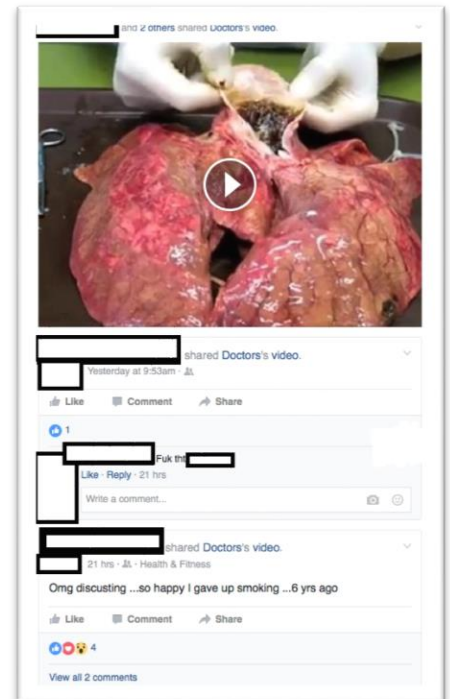 and 2 others shared Doctors's video.
shared Doctors's video.
Yesterday at 9:53am ·
Like Comment Share
1
Fuk tht
Like · Reply · 21 hrs
Write a comment...
shared Doctors's video.
21 hrs · Health & Fitness
Omg discusting ...so happy I gave up smoking ...6 yrs ago
Like Comment Share
4
View all 2 comments